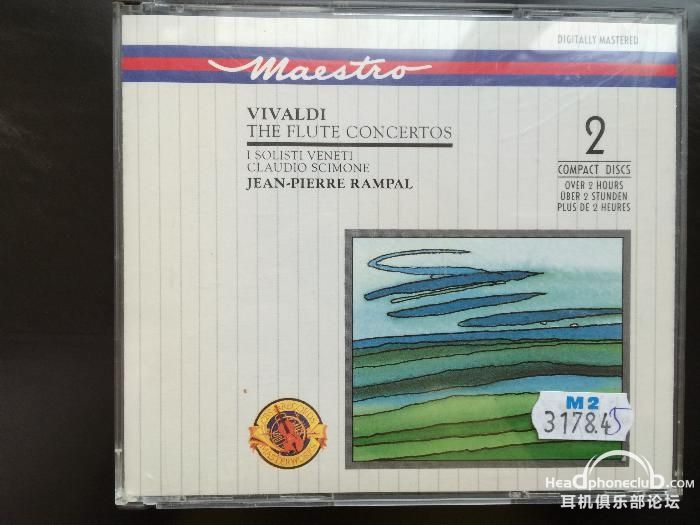 DIGITALLY MASTERED
Maestro
VIVALDI
THE FLUTE CONCERTOS
I SOLISTI VENETI
CLAUDIO SCIMONE
JEAN-PIERRE RAMPAL
2
COMPACT DISCS
OVER 2 HOURS
ÜBER 2 STUNDEN
PLUS DE 2 HEURES
M2
3178.45
HeadphoneClub.com
耳机俱乐部论坛